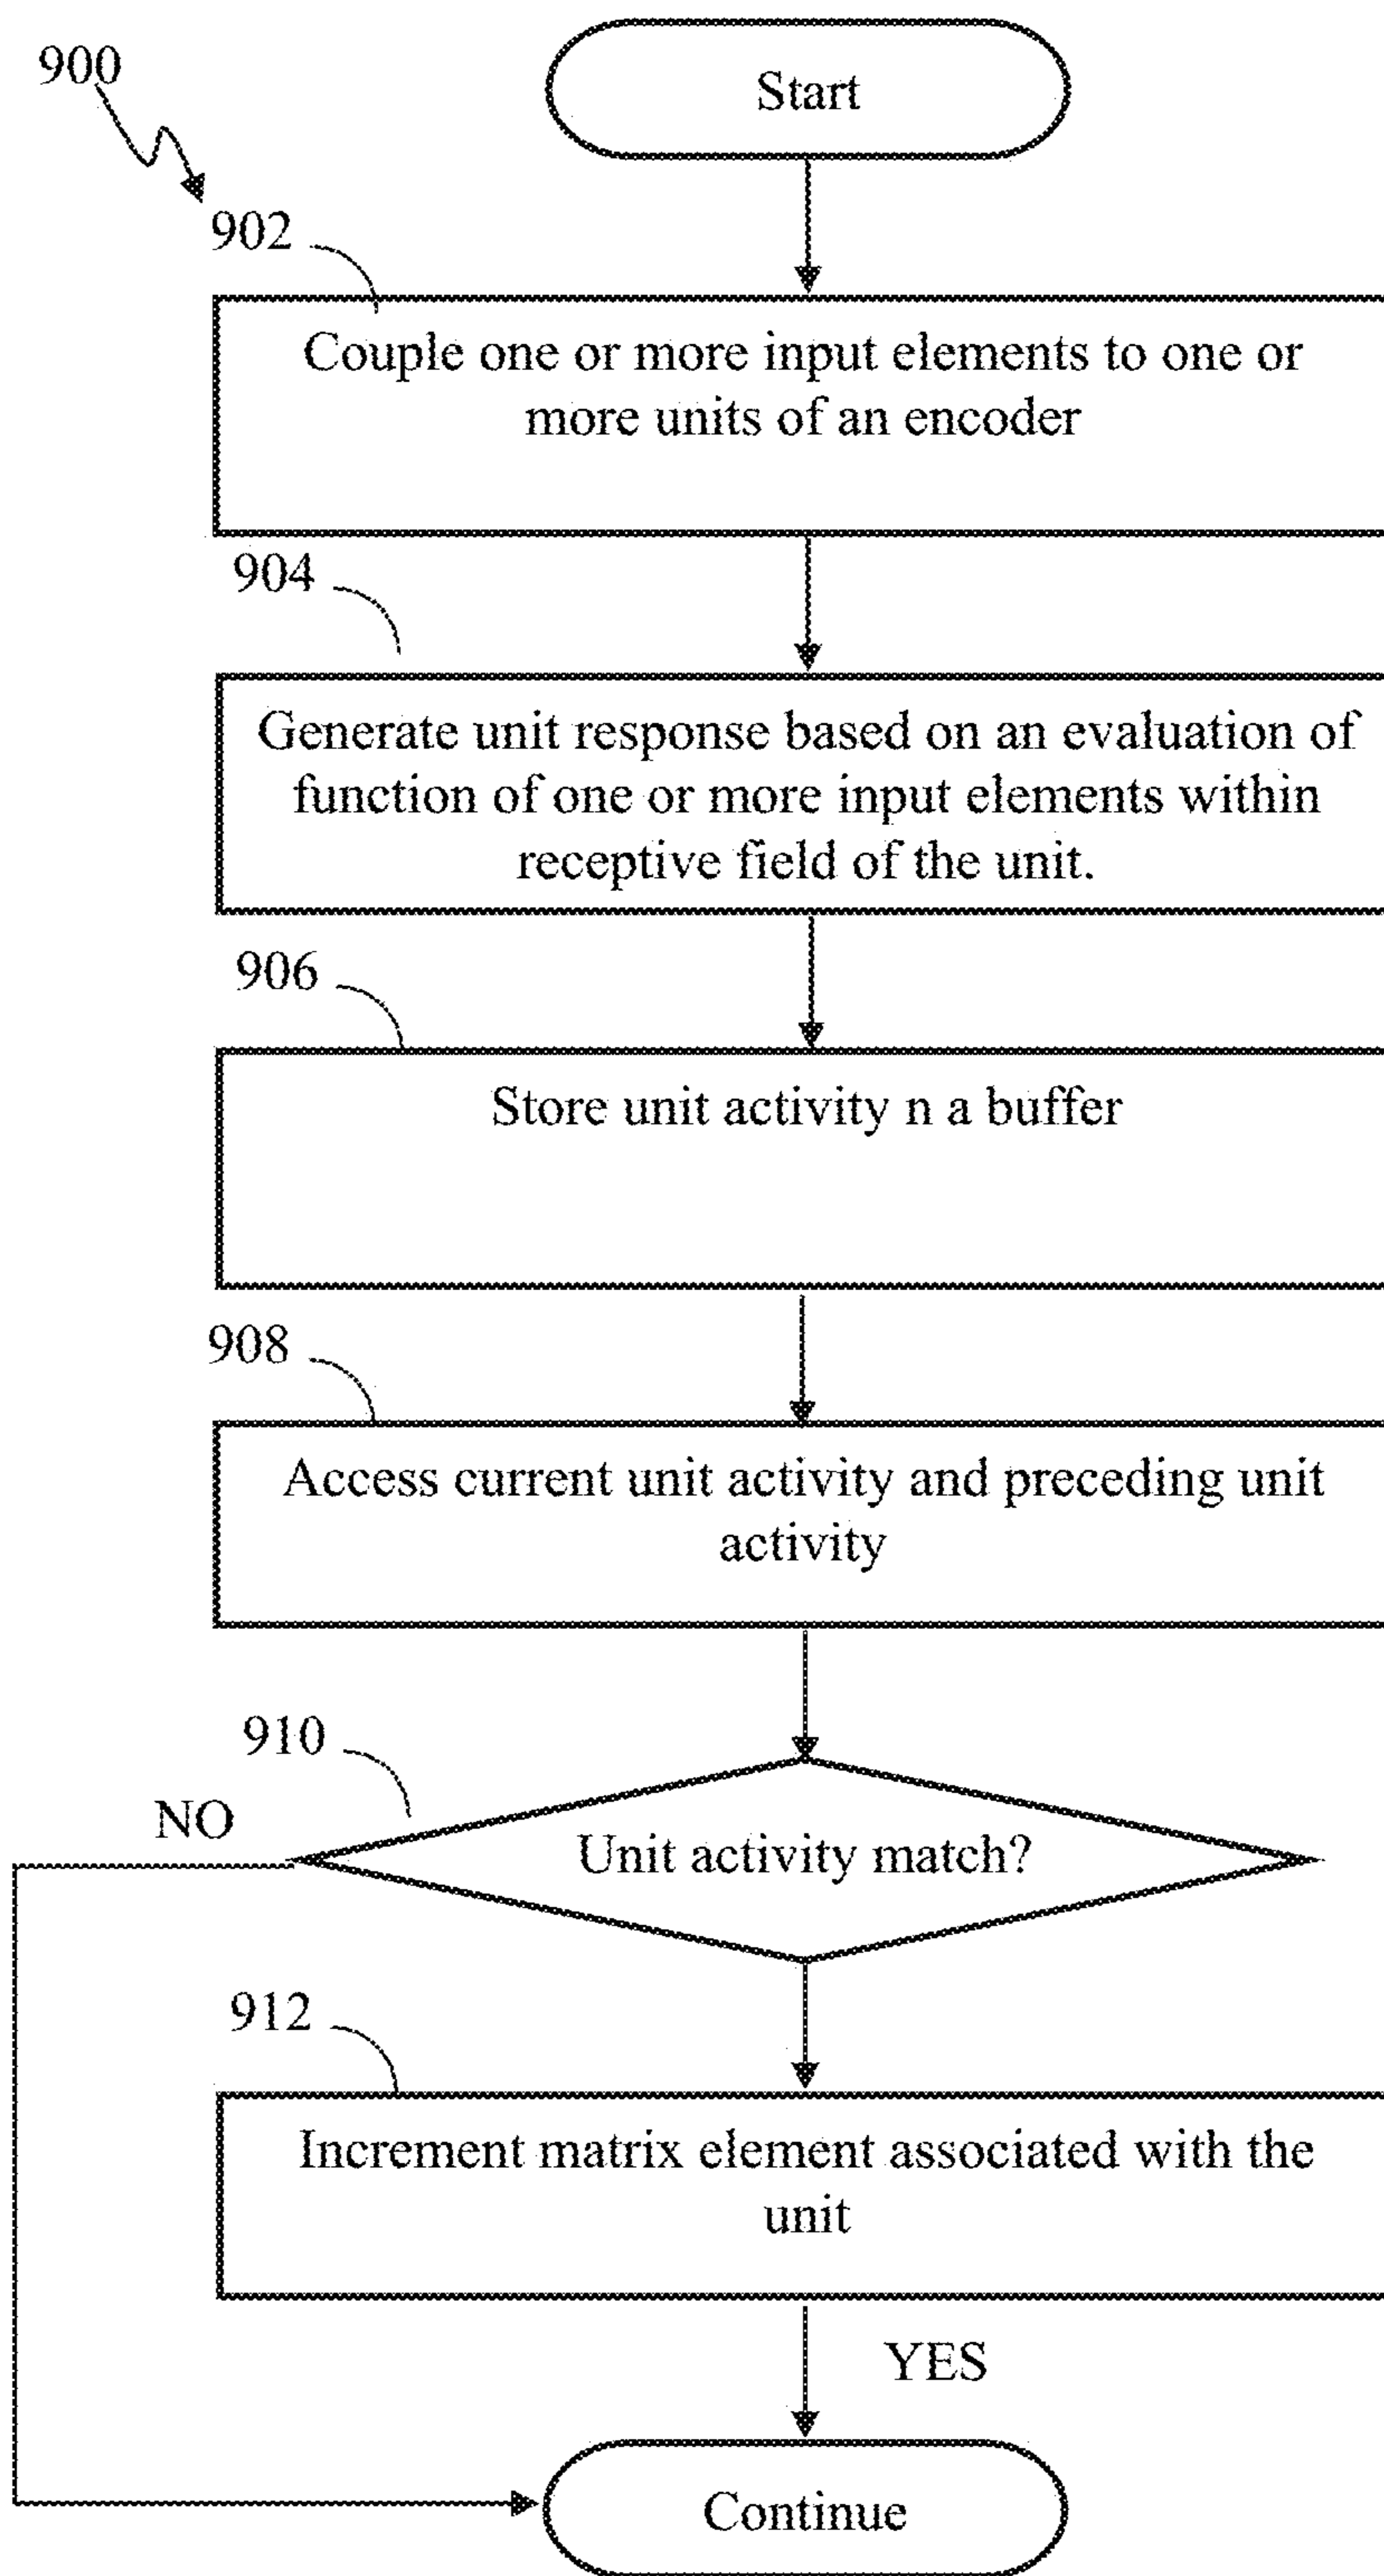 900
Start
902
Couple one or more input elements to one or
more units of an encoder
904
Generate unit response based on an evaluation of
function of one or more input elements within
receptive field of the unit.
906
Store unit activity n a buffer
908
Access current unit activity and preceding unit
activity
910
NO
Unit activity match?
912
Increment matrix element associated with the
unit
YES
Continue